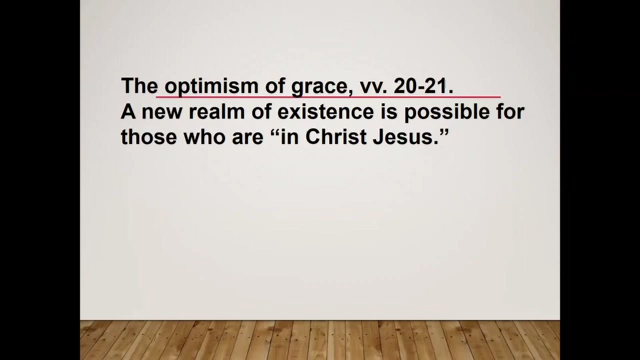 The optimism of grace, vv. 20-21.
A new realm of existence is possible for
those who are “in Christ Jesus.”